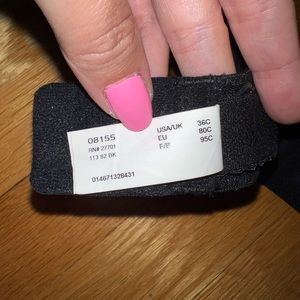 08155
RN# 27701
113 82 BK
014671328431
USA/UK 36C
EU 80C
F/B 95C